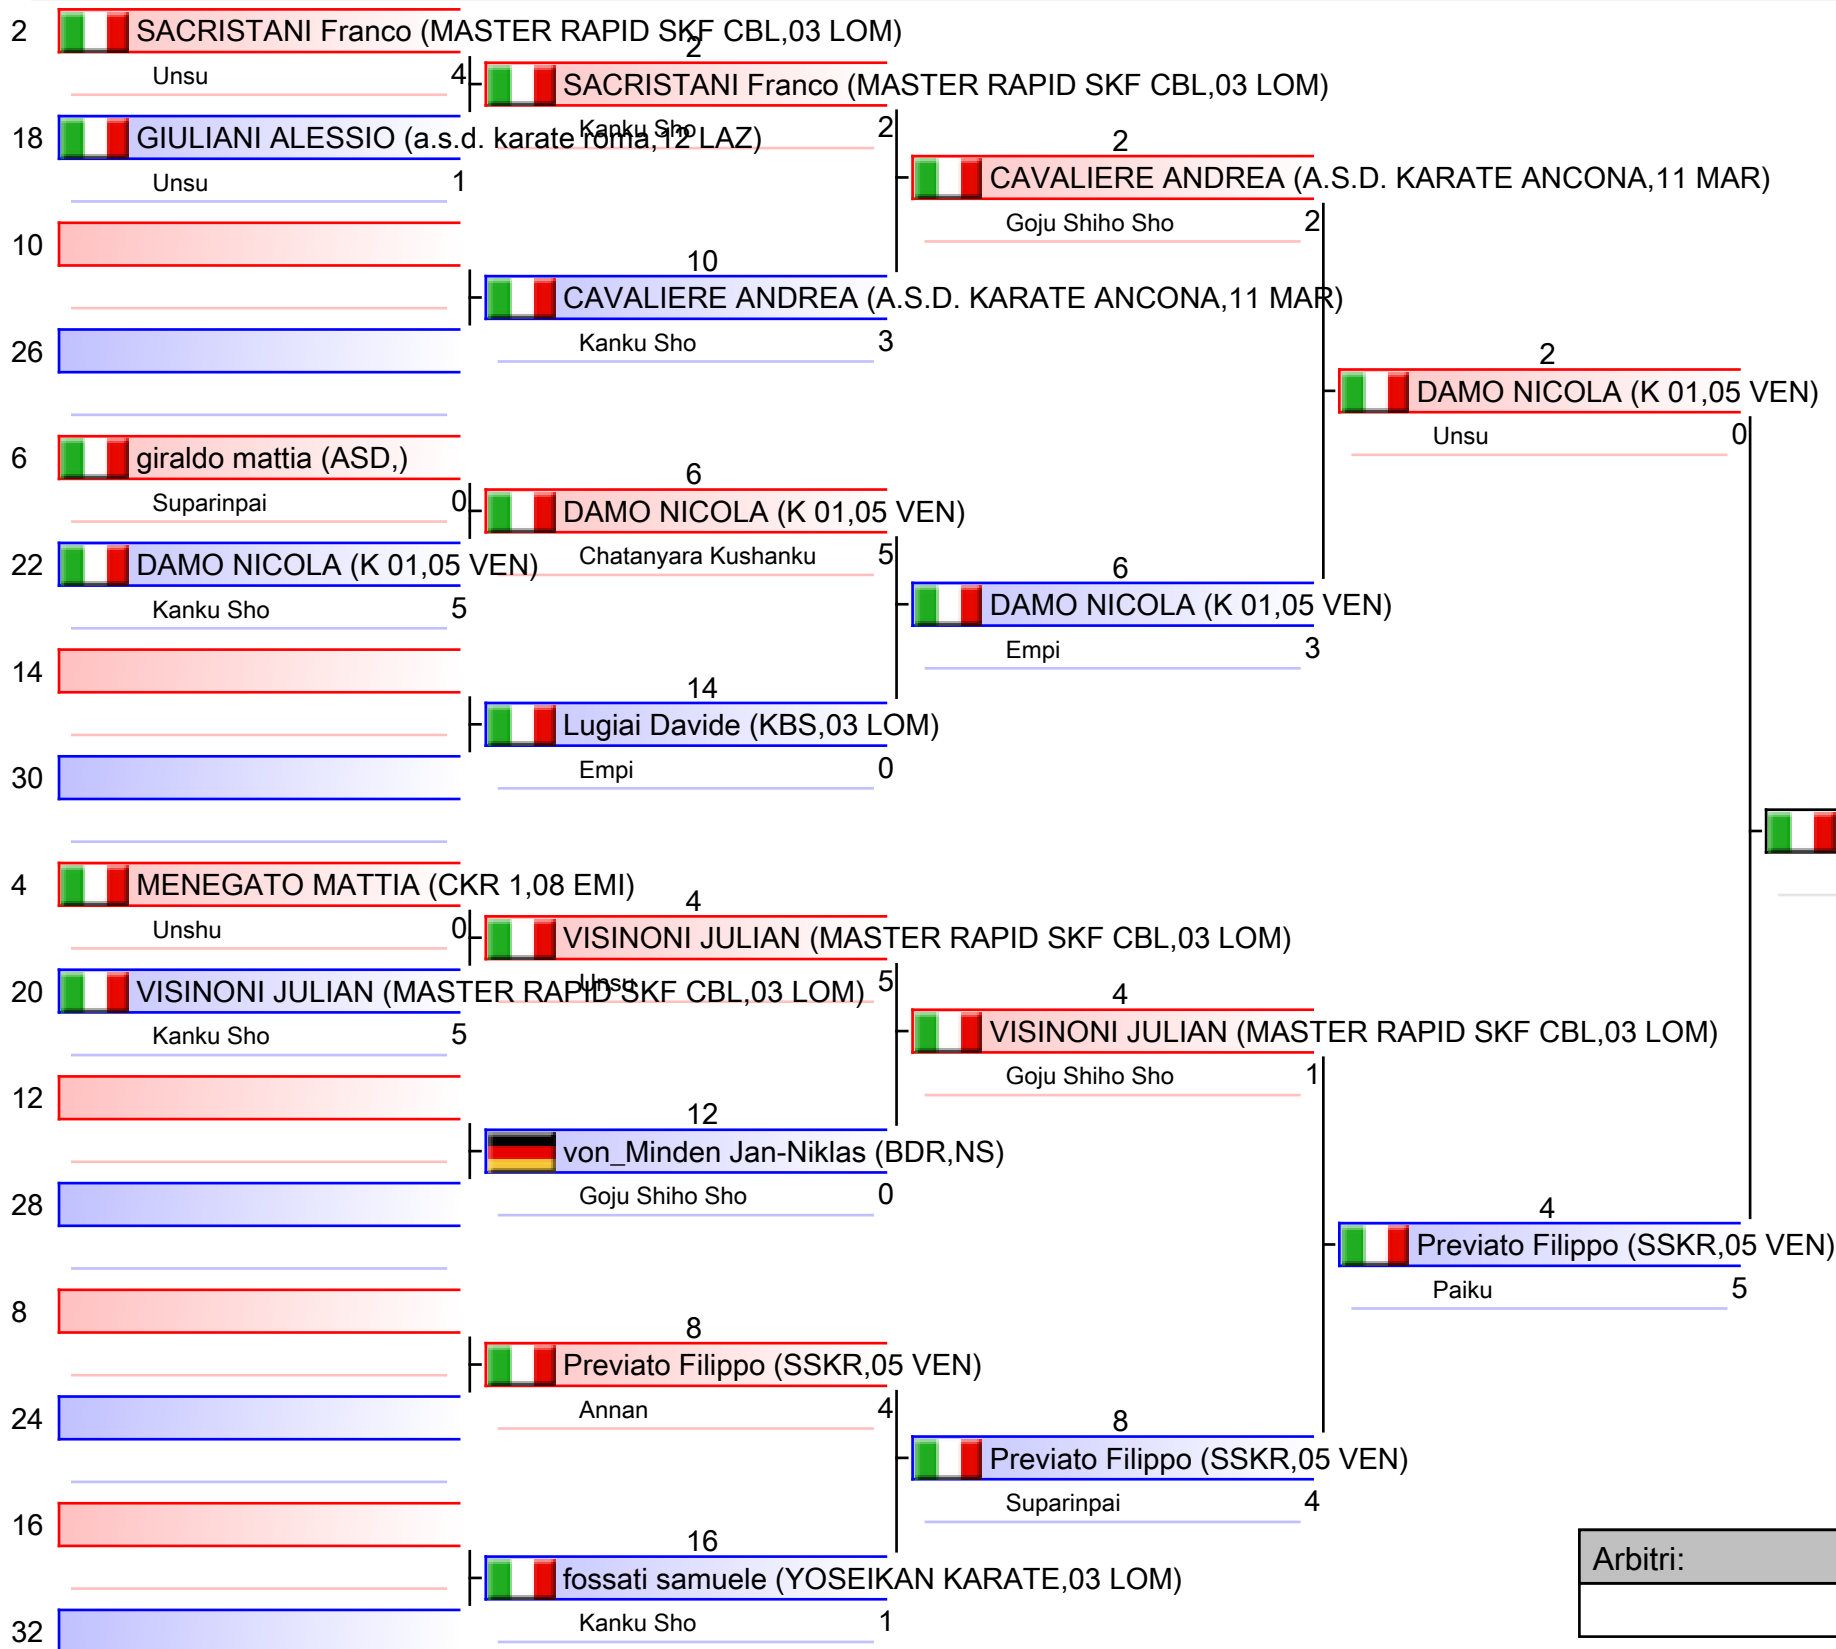 2 SACRISTANI Franco (MASTER RAPID SKF CBL,03 LOM)
Unsu 4
18 GIULIANI ALESSIO (a.s.d. karate roma,12 LAZ)
Unsu 1
10
26
6 giraldo mattia (ASD,)
Suparinpai 0
22 DAMO NICOLA (K 01,05 VEN)
Kanku Sho 5
14
30
4 MENEGATO MATTIA (CKR 1,08 EMI)
Unshu 0
20 VISINONI JULIAN (MASTER RAPID SKF CBL,03 LOM)
Kanku Sho 5
12
28
8
24
16
32
2
SACRISTANI Franco (MASTER RAPID SKF CBL,03 LOM)
Kanku Sho 2
10
CAVALIERE ANDREA (A.S.D. KARATE ANCONA,11 MAR)
Kanku Sho 3
6
DAMO NICOLA (K 01,05 VEN)
Chatanyara Kushanku 5
14
Lugiai Davide (KBS,03 LOM)
Empi 0
4
VISINONI JULIAN (MASTER RAPID SKF CBL,03 LOM)
Unsu 5
12
von_Minden Jan-Niklas (BDR,NS)
Goju Shiho Sho 0
8
Previato Filippo (SSKR,05 VEN)
Annan 4
16
fossati samuele (YOSEIKAN KARATE,03 LOM)
Kanku Sho 1
2
CAVALIERE ANDREA (A.S.D. KARATE ANCONA,11 MAR)
Goju Shiho Sho 2
6
DAMO NICOLA (K 01,05 VEN)
Empi 3
4
VISINONI JULIAN (MASTER RAPID SKF CBL,03 LOM)
Goju Shiho Sho 1
8
Previato Filippo (SSKR,05 VEN)
Suparinpai 4
2
DAMO NICOLA (K 01,05 VEN)
Unsu 0
4
Previato Filippo (SSKR,05 VEN)
Paiku 5
Arbitri: